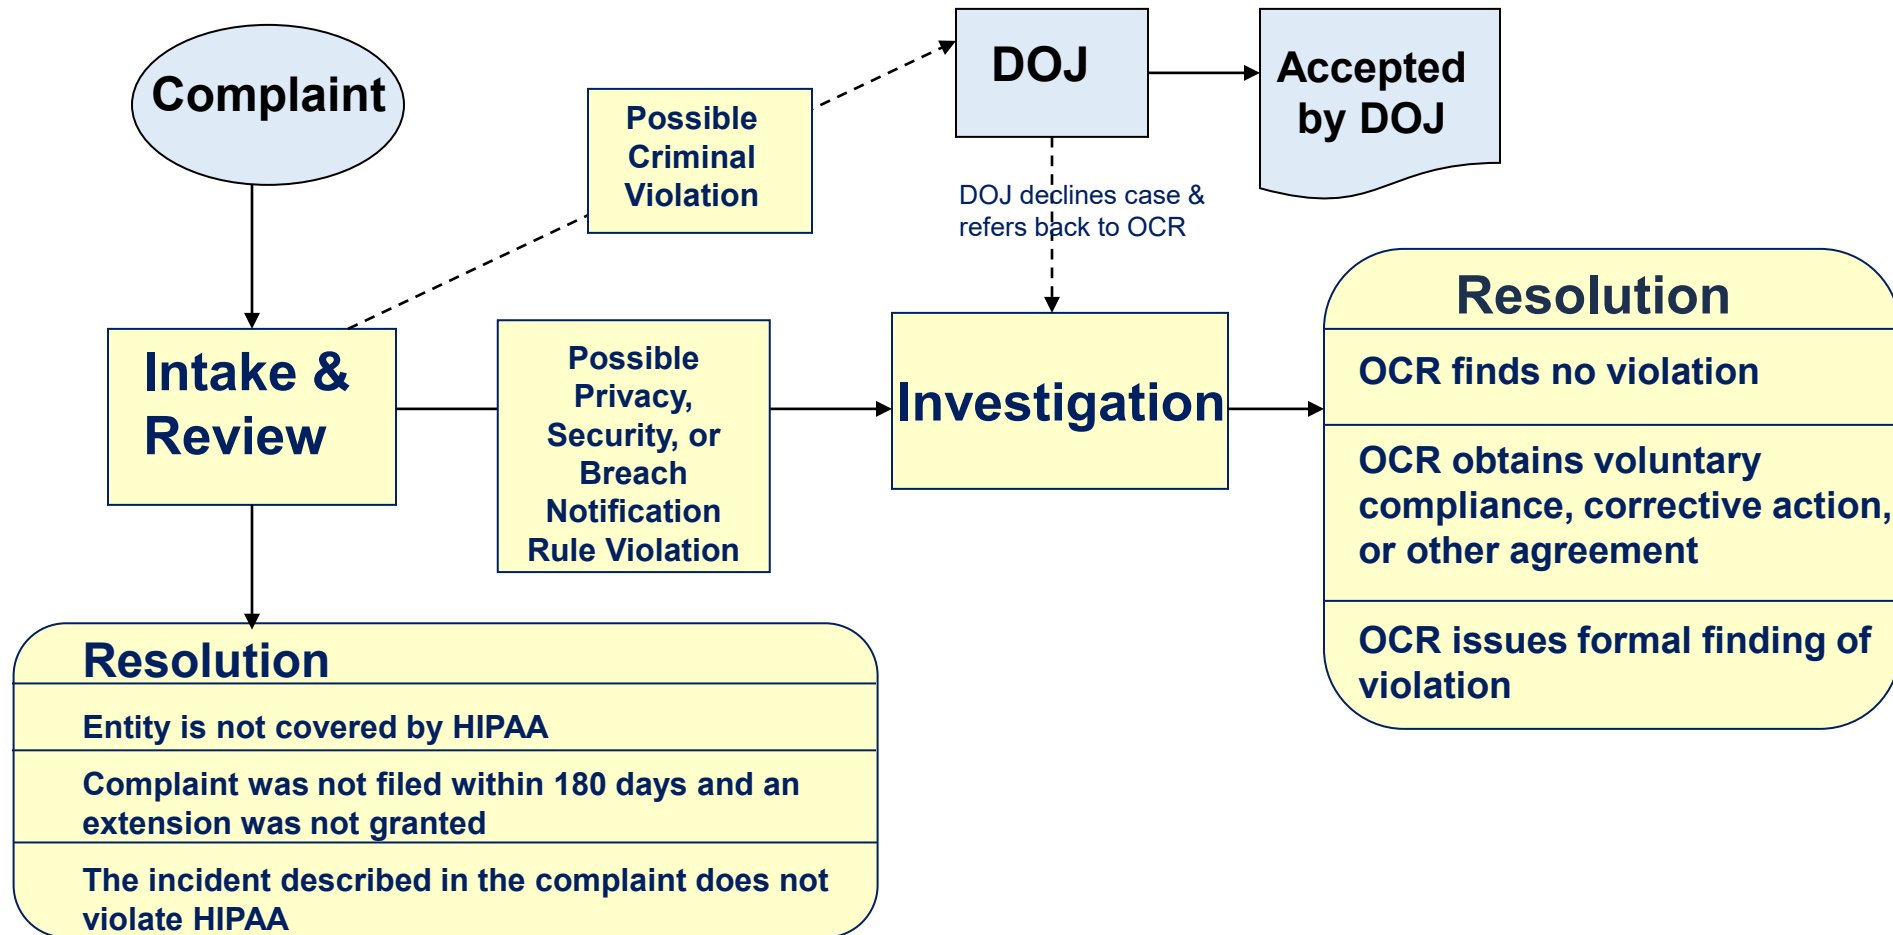 Complaint
Possible
Criminal
Violation
DOJ
Accepted
by DOJ
DOJ declines case &
refers back to OCR
Intake &
Review
Possible
Privacy,
Security, or
Breach
Notification
Rule Violation
Investigation
Resolution
OCR finds no violation
OCR obtains voluntary
compliance, corrective action,
or other agreement
OCR issues formal finding of
violation
Resolution
Entity is not covered by HIPAA
Complaint was not filed within 180 days and an
extension was not granted
The incident described in the complaint does not
violate HIPAA